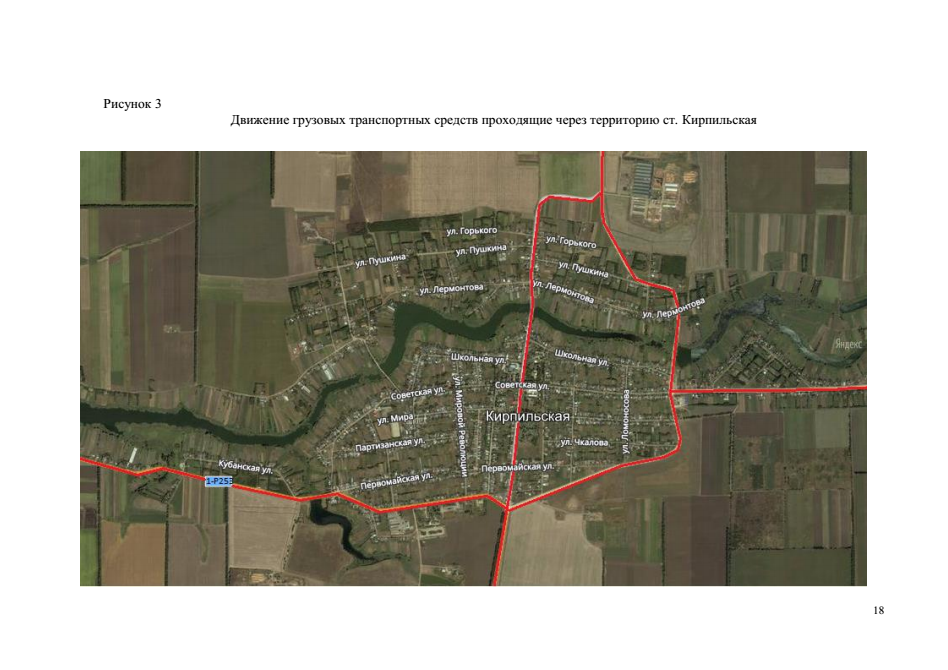 Рисунок 3
Движение грузовых транспортных средств проходящие через территорию ст. Кирпильская
ул. Горького
ул. Горького
ул. Пушкина
ул. Пушкина
ул. Пушкина
ул. Лермонтова
ул. Лермонтова
ул. Лермонтова
Яндекс
Школьная ул.
Школьная ул.
Советская ул.
Советская ул.
ул. Мировой Революции
ул. Ломоносова
ул. Мира
Кирпильская
Партизанская ул.
ул. Чкалова
Кубанская ул.
Первомайская ул.
Первомайская ул.
1-Р253
18